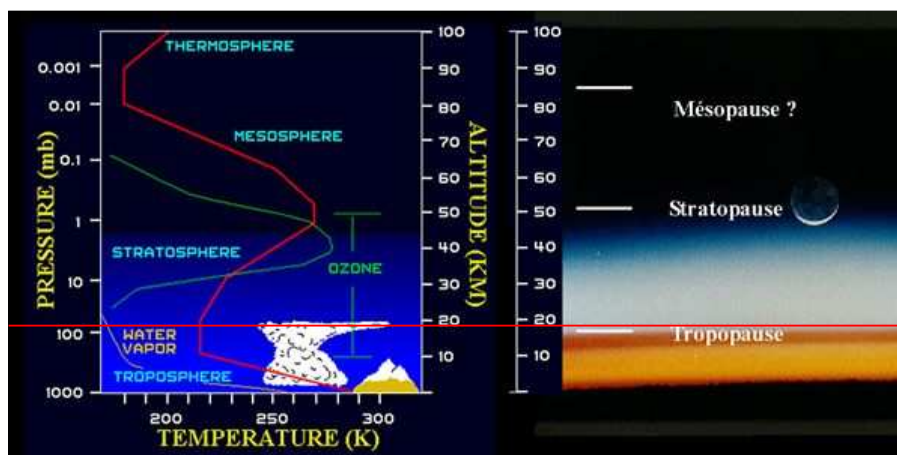 THERMOSPHERE
MESOSPHERE
STRATOSPHERE
OZONE
WATER
VAPOR
TROPOSPHERE
PRESSURE (mb)
0.001
0.01
0.1
1
10
100
1000
200
250
300
TEMPERATURE (K)
100
90
80
70
60
50
40
30
20
10
ALTITUDE (KM)
100
90
80
70
60
50
40
30
20
10
Mésopause ?
Stratopause
Tropopause